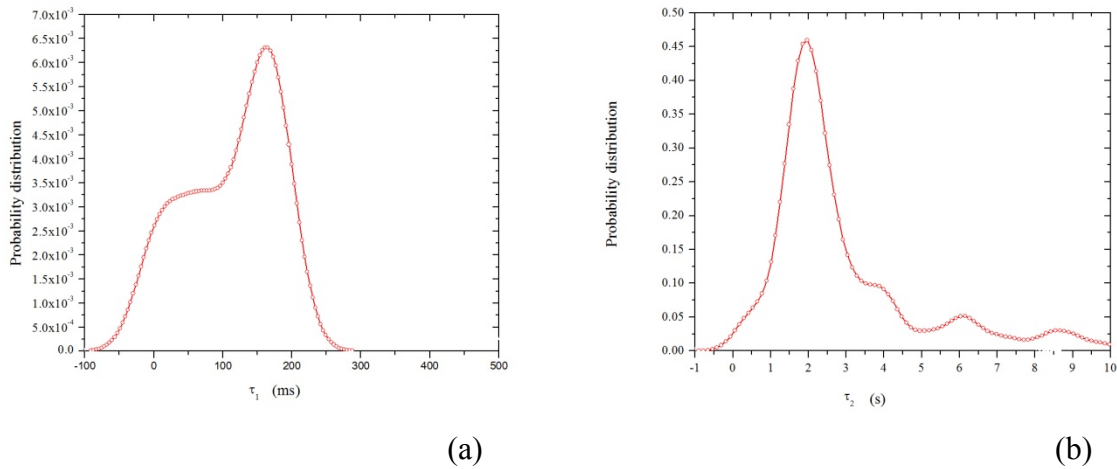 7.0x10⁻³
6.5x10⁻³
6.0x10⁻³
5.5x10⁻³
5.0x10⁻³
4.5x10⁻³
4.0x10⁻³
3.5x10⁻³
3.0x10⁻³
2.5x10⁻³
2.0x10⁻³
1.5x10⁻³
1.0x10⁻³
5.0x10⁻⁴
0.0
Probability distribution
-100 0 100 200 300 400 500
τ₁ (ms)
(a)
0.50
0.45
0.40
0.35
0.30
0.25
0.20
0.15
0.10
0.05
0.00
Probability distribution
-1 0 1 2 3 4 5 6 7 8 9 10
τ₂ (s)
(b)